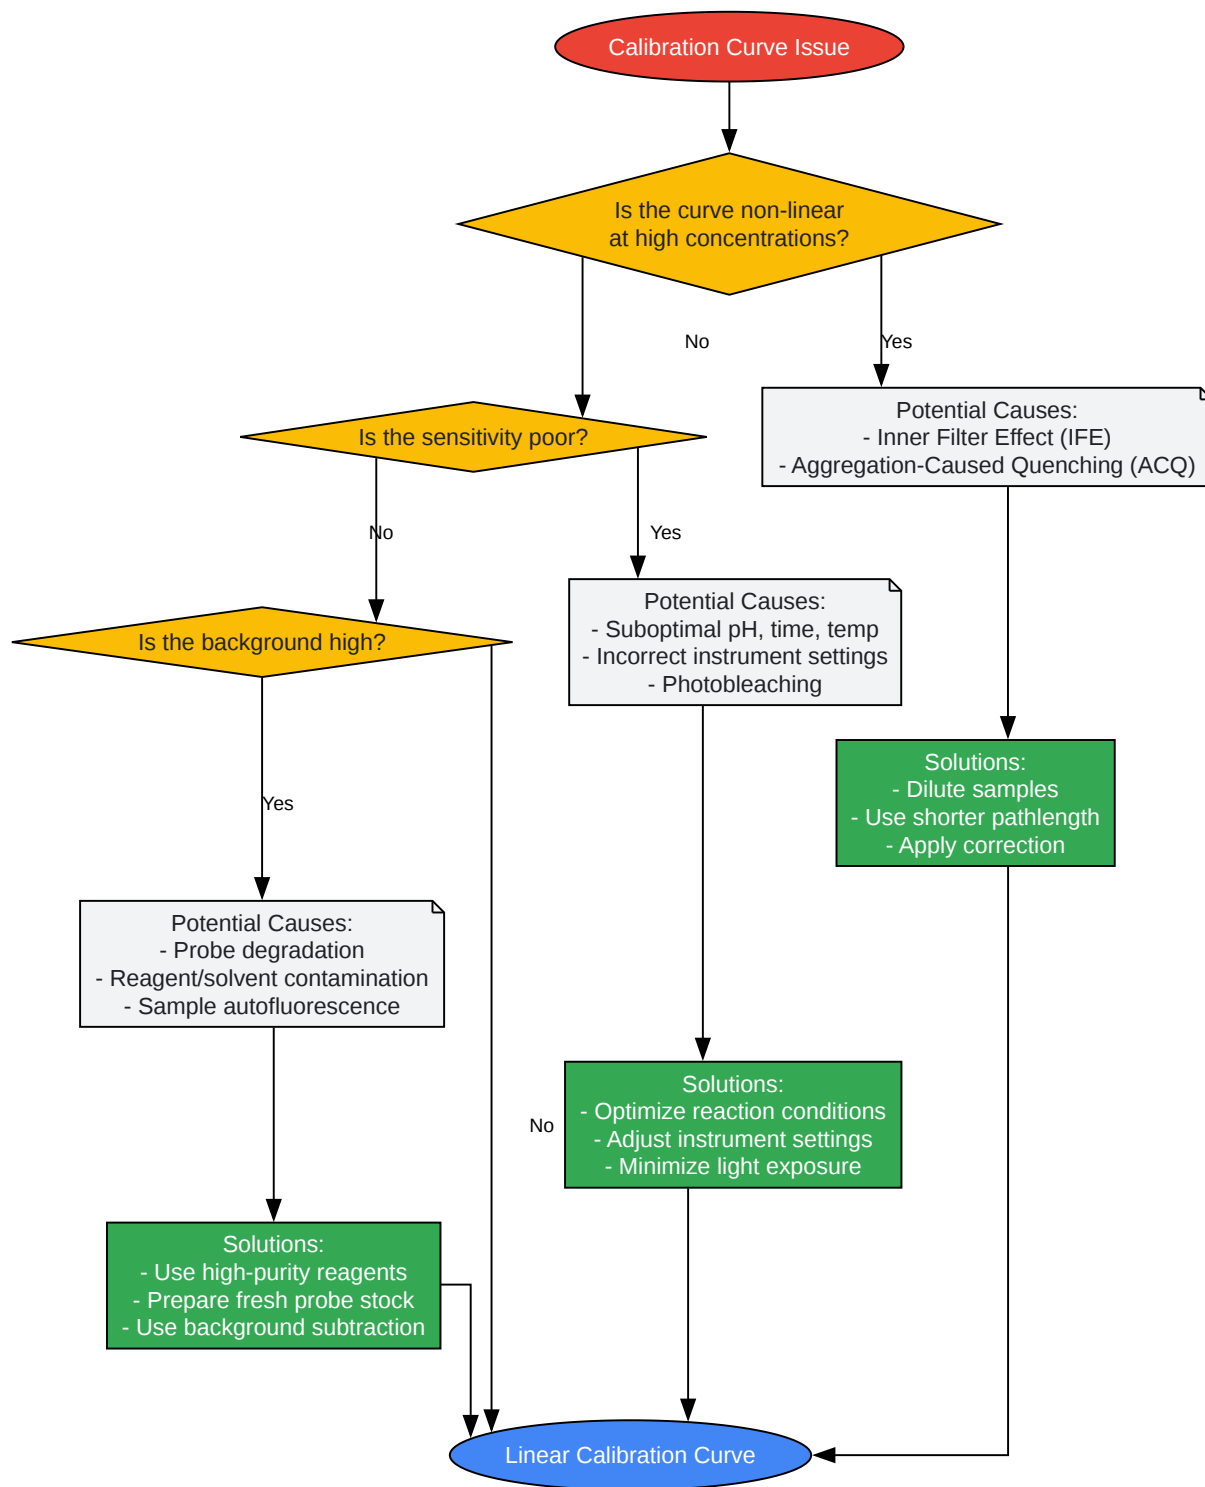 Calibration Curve Issue
Is the curve non-linear
at high concentrations?
No
Yes
Potential Causes:
- Inner Filter Effect (IFE)
- Aggregation-Caused Quenching (ACQ)
Is the sensitivity poor?
No
Yes
Potential Causes:
- Suboptimal pH, time, temp
- Incorrect instrument settings
- Photobleaching
Is the background high?
Solutions:
- Dilute samples
- Use shorter pathlength
- Apply correction
Yes
Potential Causes:
- Probe degradation
- Reagent/solvent contamination
- Sample autofluorescence
Solutions:
- Optimize reaction conditions
- Adjust instrument settings
- Minimize light exposure
No
Solutions:
- Use high-purity reagents
- Prepare fresh probe stock
- Use background subtraction
Linear Calibration Curve